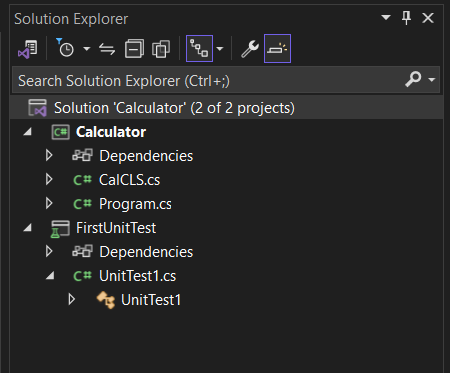 Solution Explorer
Search Solution Explorer (Ctrl+;)
Solution 'Calculator' (2 of 2 projects)
C# Calculator
Dependencies
C# CalCLS.cs
C# Program.cs
FirstUnitTest
Dependencies
C# UnitTest1.cs
UnitTest1